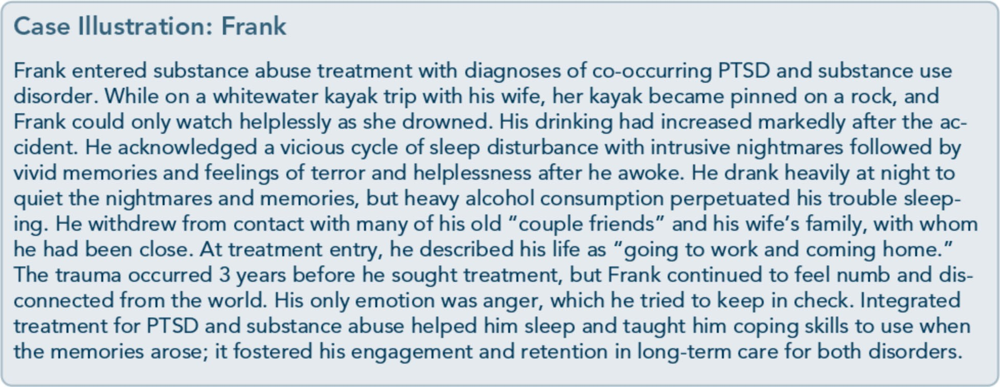 Case Illustration: Frank
Frank entered substance abuse treatment with diagnoses of co-occurring PTSD and substance use
disorder. While on a whitewater kayak trip with his wife, her kayak became pinned on a rock, and
Frank could only watch helplessly as she drowned. His drinking had increased markedly after the ac-
cident. He acknowledged a vicious cycle of sleep disturbance with intrusive nightmares followed by
vivid memories and feelings of terror and helplessness after he awoke. He drank heavily at night to
quiet the nightmares and memories, but heavy alcohol consumption perpetuated his trouble sleep-
ing. He withdrew from contact with many of his old “couple friends” and his wife’s family, with whom
he had been close. At treatment entry, he described his life as “going to work and coming home.”
The trauma occurred 3 years before he sought treatment, but Frank continued to feel numb and dis-
connected from the world. His only emotion was anger, which he tried to keep in check. Integrated
treatment for PTSD and substance abuse helped him sleep and taught him coping skills to use when
the memories arose; it fostered his engagement and retention in long-term care for both disorders.